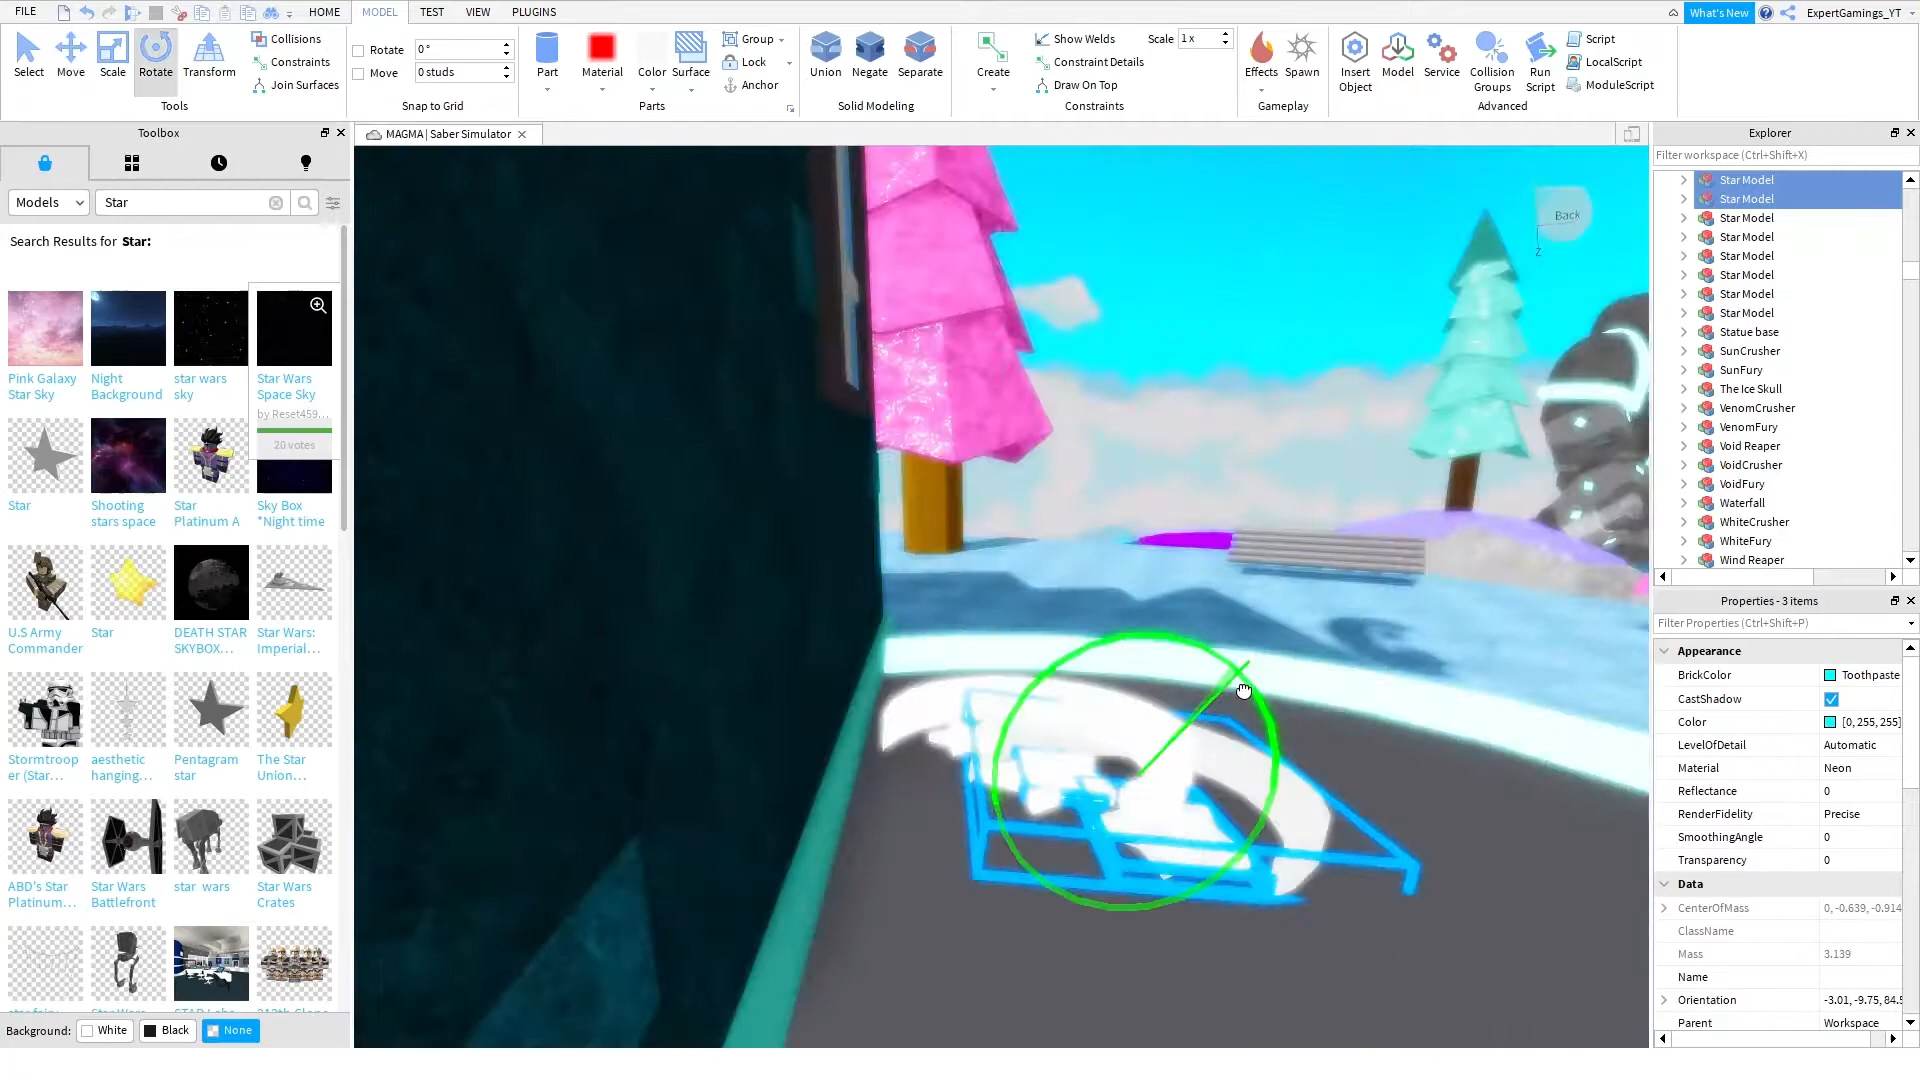 FILE HOME MODEL TEST VIEW PLUGINS What's New ExpertGamings_YT
Select Move Scale Rotate Transform
Collisions
Constraints
Join Surfaces
Tools
Rotate 0 °
Move 0 studs
Snap to Grid
Part Material Color Surface
Group
Lock
Anchor
Parts
Union Negate Separate
Solid Modeling
Create
Show Welds Scale 1 x
Constraint Details
Draw On Top
Constraints
Effects Spawn
Gameplay
Insert Object
Model
Service
Collision Groups
Run Script
Script
LocalScript
ModuleScript
Advanced
Toolbox
MAGMA | Saber Simulator
Models Star
Search Results for Star:
Pink Galaxy Star Sky
Night Background
star wars sky
Star Wars Space Sky
by Reset459...
20 votes
Star
Shooting stars space
Star Platinum A
Sky Box *Night time
U.S Army Commander
Star
DEATH STAR SKYBOX...
Star Wars: Imperial...
Stormtroop er (Star...
aesthetic hanging...
Pentagram star
The Star Union...
ABD's Star Platinum...
Star Wars Battlefront
star wars
Star Wars Crates
Background: White Black None
Back
Z
Explorer
Filter workspace (Ctrl+Shift+X)
Star Model
Star Model
Star Model
Star Model
Star Model
Star Model
Star Model
Star Model
Statue base
SunCrusher
SunFury
The Ice Skull
VenomCrusher
VenomFury
Void Reaper
VoidCrusher
VoidFury
Waterfall
WhiteCrusher
WhiteFury
Wind Reaper
Properties - 3 items
Filter Properties (Ctrl+Shift+P)
Appearance
BrickColor Toothpaste
CastShadow
Color [0, 255, 255]
LevelOfDetail Automatic
Material Neon
Reflectance 0
RenderFidelity Precise
SmoothingAngle 0
Transparency 0
Data
CenterOfMass 0, -0.639, -0.914
ClassName
Mass 3.139
Name
Orientation -3.01, -9.75, 84.5
Parent Workspace